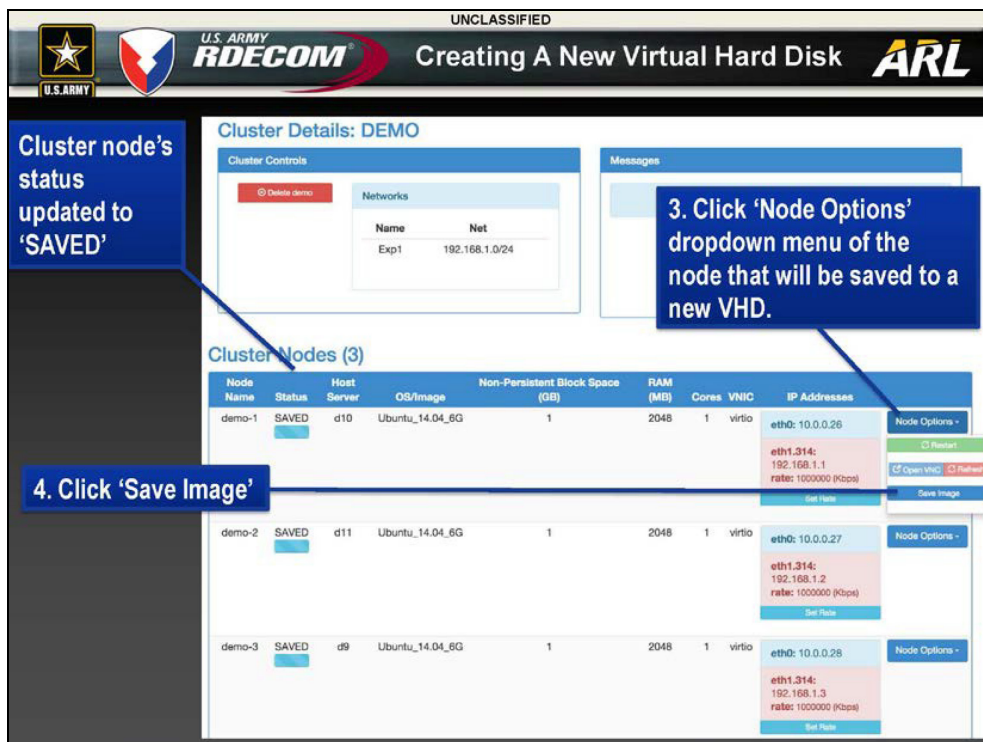 UNCLASSIFIED
U.S. ARMY
RDECOM®
Creating A New Virtual Hard Disk
ARL
U.S.ARMY
Cluster node's
status
updated to
'SAVED'
Cluster Details: DEMO
Cluster Controls
Delete demo
Networks
Name Net
Exp1 192.168.1.0/24
Messages
3. Click 'Node Options'
dropdown menu of the
node that will be saved to a
new VHD.
Cluster Nodes (3)
Node Name Status Host Server OS/Image Non-Persistent Block Space (GB) RAM (MB) Cores VNIC IP Addresses
demo-1 SAVED d10 Ubuntu_14.04_6G 1 2048 1 virtio eth0: 10.0.0.26 Node Options
Restart
eth1.314:
192.168.1.1
rate: 1000000 (Kbps)
Set Rate
Open VNC Refresh
Save Image
4. Click 'Save Image'
demo-2 SAVED d11 Ubuntu_14.04_6G 1 2048 1 virtio eth0: 10.0.0.27 Node Options
eth1.314:
192.168.1.2
rate: 1000000 (Kbps)
Set Rate
demo-3 SAVED d9 Ubuntu_14.04_6G 1 2048 1 virtio eth0: 10.0.0.28 Node Options
eth1.314:
192.168.1.3
rate: 1000000 (Kbps)
Set Rate